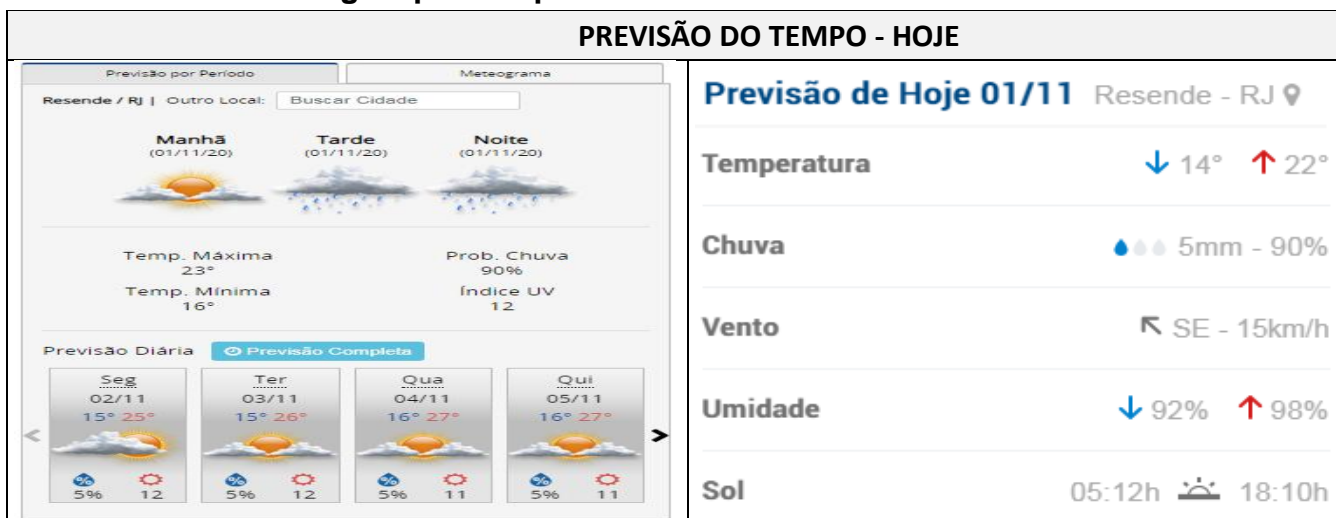 PREVISÃO DO TEMPO - HOJE
Previsão por Período
Meteograma
Resende / RJ | Outro Local: Buscar Cidade
Manhã Tarde Noite
(01/11/20) (01/11/20) (01/11/20)
Temp. Máxima Prob. Chuva
23° 90%
Temp. Mínima Índice UV
16° 12
Previsão Diária Previsão Completa
Seg Ter Qua Qui
02/11 03/11 04/11 05/11
15° 25° 15° 26° 16° 27° 16° 27°
< >
% % % %
5% 12 5% 12 5% 11 5% 11
Previsão de Hoje 01/11 Resende - RJ
Temperatura ↓ 14° ↑ 22°
Chuva 5mm - 90%
Vento SE - 15km/h
Umidade ↓ 92% ↑ 98%
Sol 05:12h 18:10h